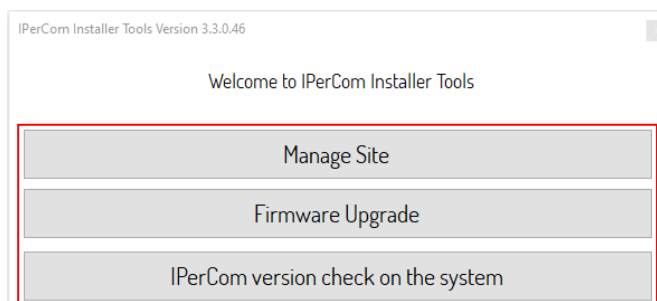 IPerCom Installer Tools Version 3.3.0.46
Welcome to IPerCom Installer Tools
Manage Site
Firmware Upgrade
IPerCom version check on the system